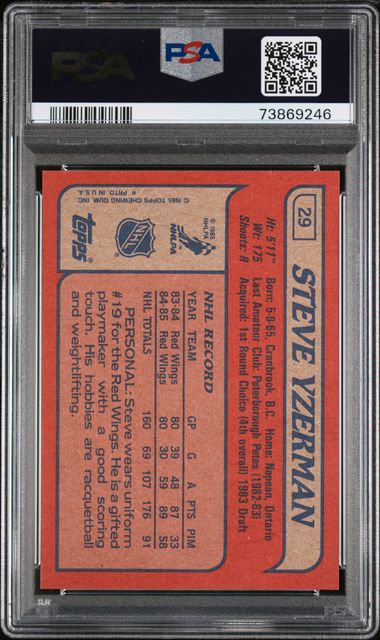 PSA
PSA
73869246
29
STEVE YZERMAN
Ht: 5'11" Born: 5-9-65, Cranbrook, B.C. Home: Nepean, Ontario
Wt: 175 Last Amateur Club: Peterborough Petes (1982-83)
Shoots: R Acquired: 1st Round Choice (4th overall) 1983 Draft
© 1985
NHLPA
NHLPA
NHL
topps
© 1985 TOPPS CHEWING GUM, INC.
* PRTD. IN U.S.A.
NHL RECORD
YEAR TEAM GP G A PTS PIM
83-84 Red Wings 80 39 48 87 33
84-85 Red Wings 80 30 59 89 58
NHL TOTALS 160 69 107 176 91
PERSONAL: Steve wears uniform
#19 for the Red Wings. He is a gifted
playmaker with a good scoring
touch. His hobbies are racquetball
and weightlifting.